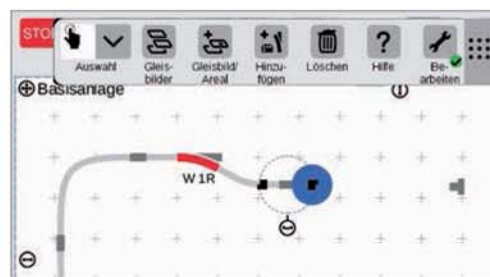 STO
Auswahl
Gleis-
bilder
Gleisbild/
Areal
Hinzu-
fügen
Löschen
?
Hilfe
Be-
arbeiten
Basisanlage
W 1R